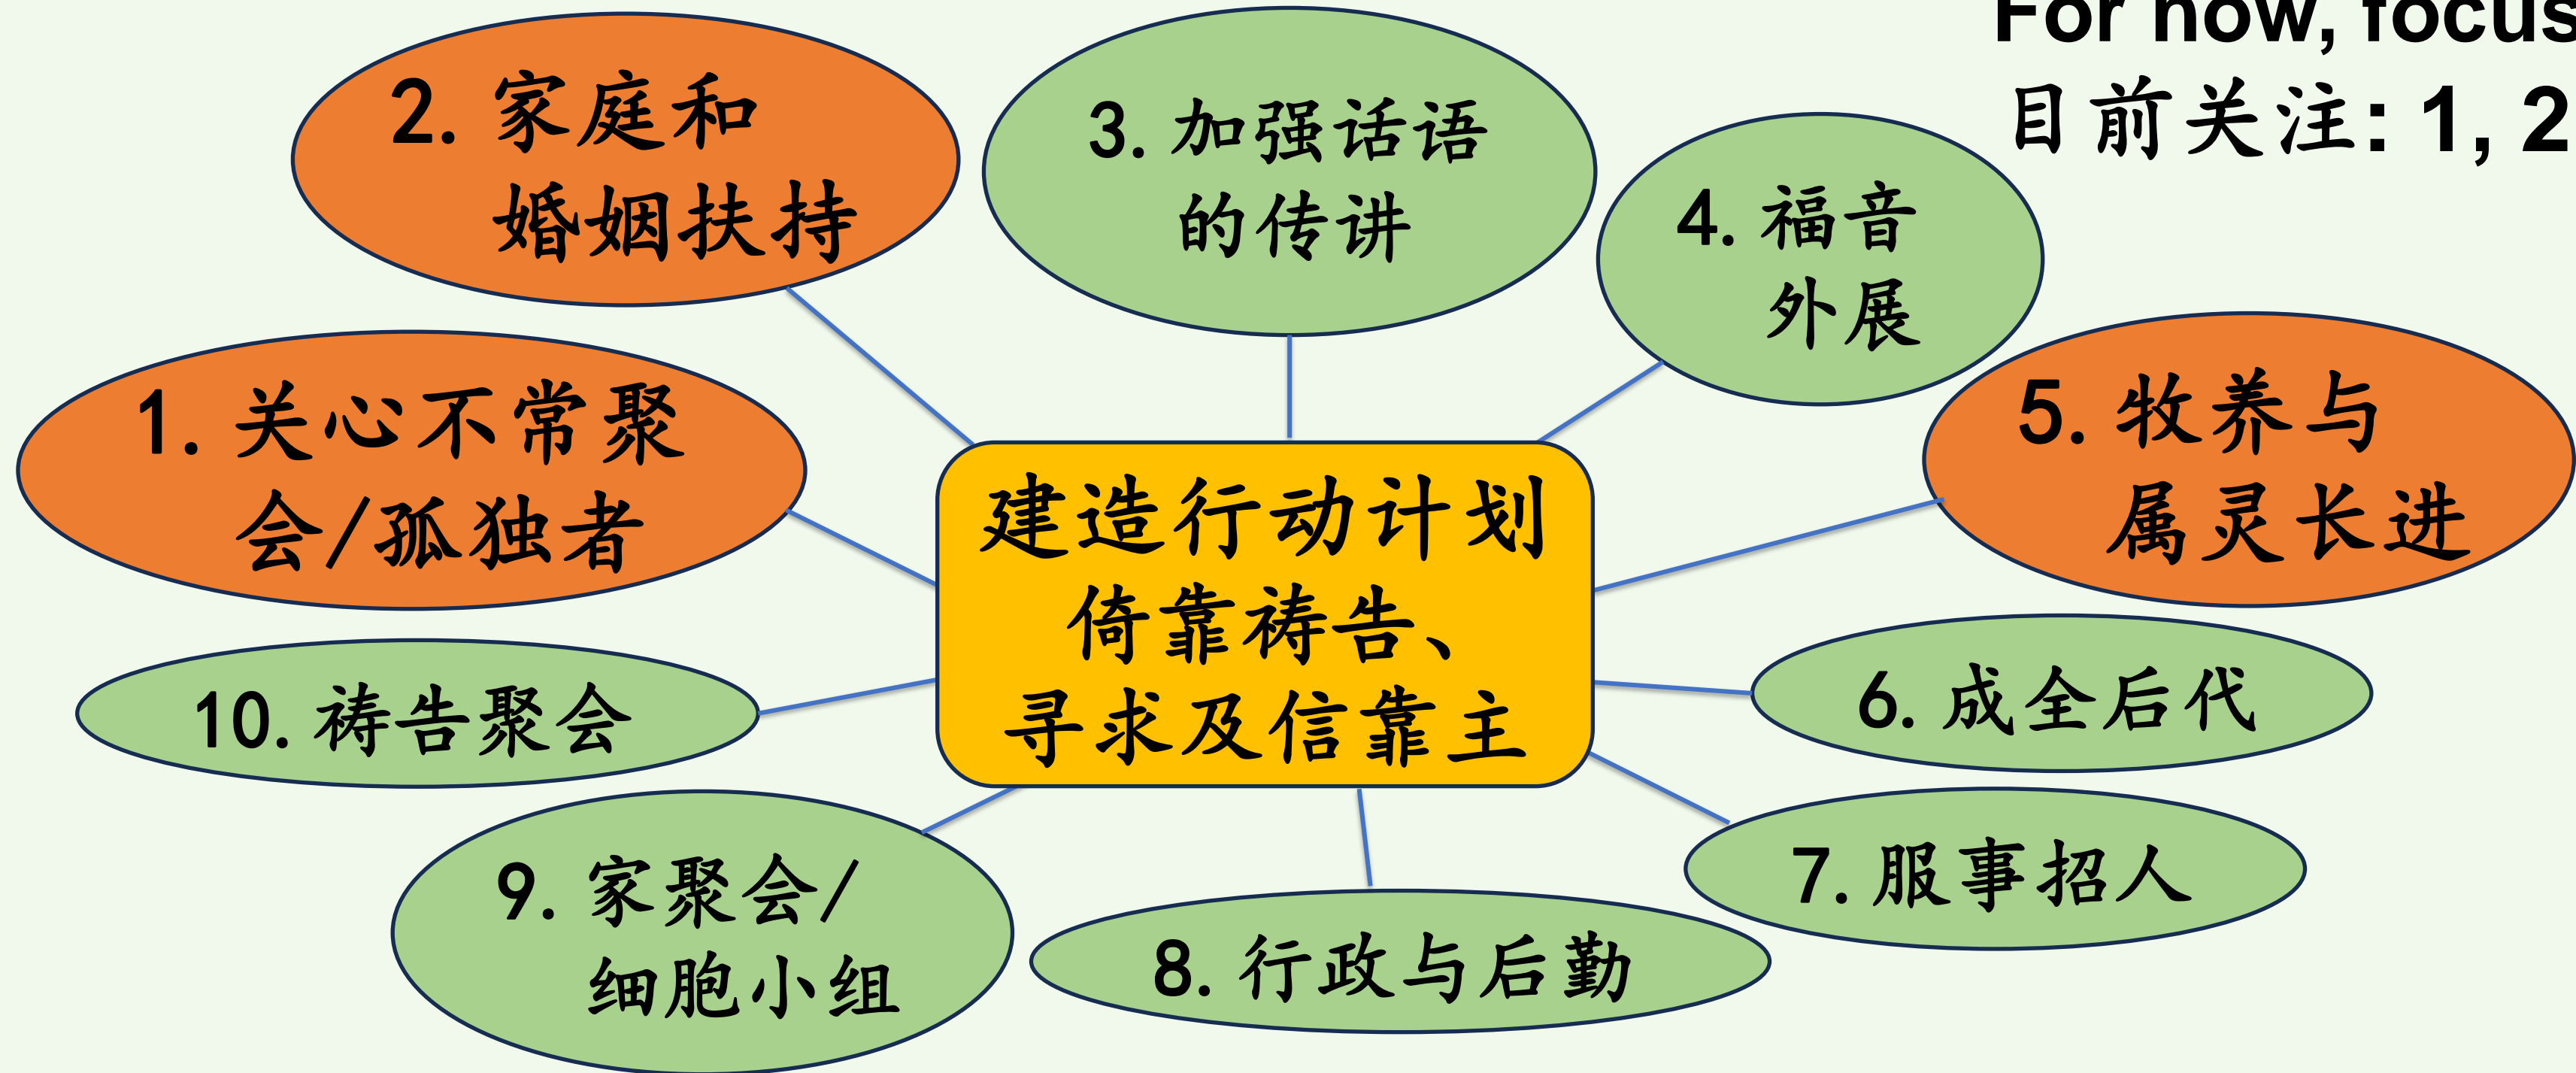 For now, focus
目前关注: 1, 2
2. 家庭和
婚姻扶持
3. 加强话语
的传讲
4. 福音
外展
1. 关心不常聚
会/孤独者
5. 牧养与
属灵长进
建造行动计划
倚靠祷告、
寻求及信靠主
10. 祷告聚会
6. 成全后代
9. 家聚会/
细胞小组
7. 服事招人
8. 行政与后勤